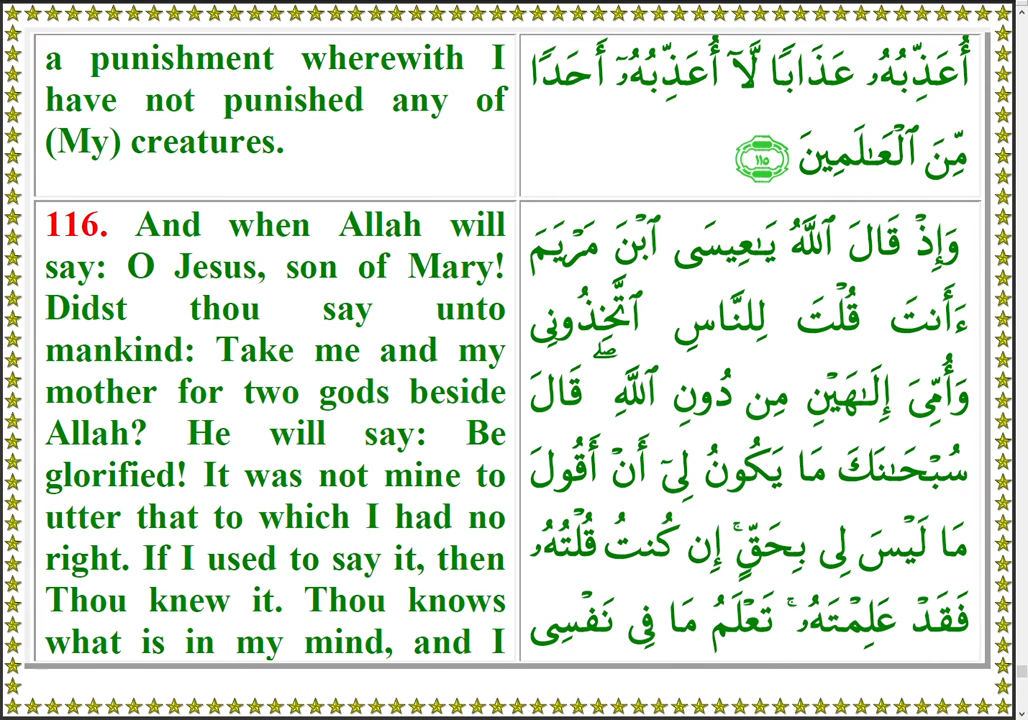 a punishment wherewith I
have not punished any of
(My) creatures.
أُعَذِّبُهُۥ عَذَابًا لَّآ أُعَذِّبُهُۥٓ أَحَدًا
مِّنَ ٱلْعَـٰلَمِينَ ١١٥
116. And when Allah will
say: O Jesus, son of Mary!
Didst thou say unto
mankind: Take me and my
mother for two gods beside
Allah? He will say: Be
glorified! It was not mine to
utter that to which I had no
right. If I used to say it, then
Thou knew it. Thou knows
what is in my mind, and I
وَإِذْ قَالَ ٱللَّهُ يَـٰعِيسَى ٱبْنَ مَرْيَمَ
ءَأَنتَ قُلْتَ لِلنَّاسِ ٱتَّخِذُونِى
وَأُمِّىَ إِلَـٰهَيْنِ مِن دُونِ ٱللَّهِ ۖ قَالَ
سُبْحَـٰنَكَ مَا يَكُونُ لِىٓ أَنْ أَقُولَ
مَا لَيْسَ لِى بِحَقٍّ ۚ إِن كُنتُ قُلْتُهُۥ
فَقَدْ عَلِمْتَهُۥ ۚ تَعْلَمُ مَا فِى نَفْسِى